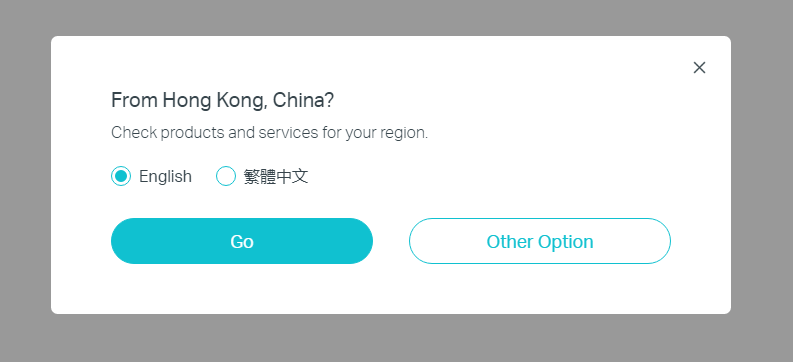 From Hong Kong, China?
Check products and services for your region.
English 繁體中文
Go Other Option